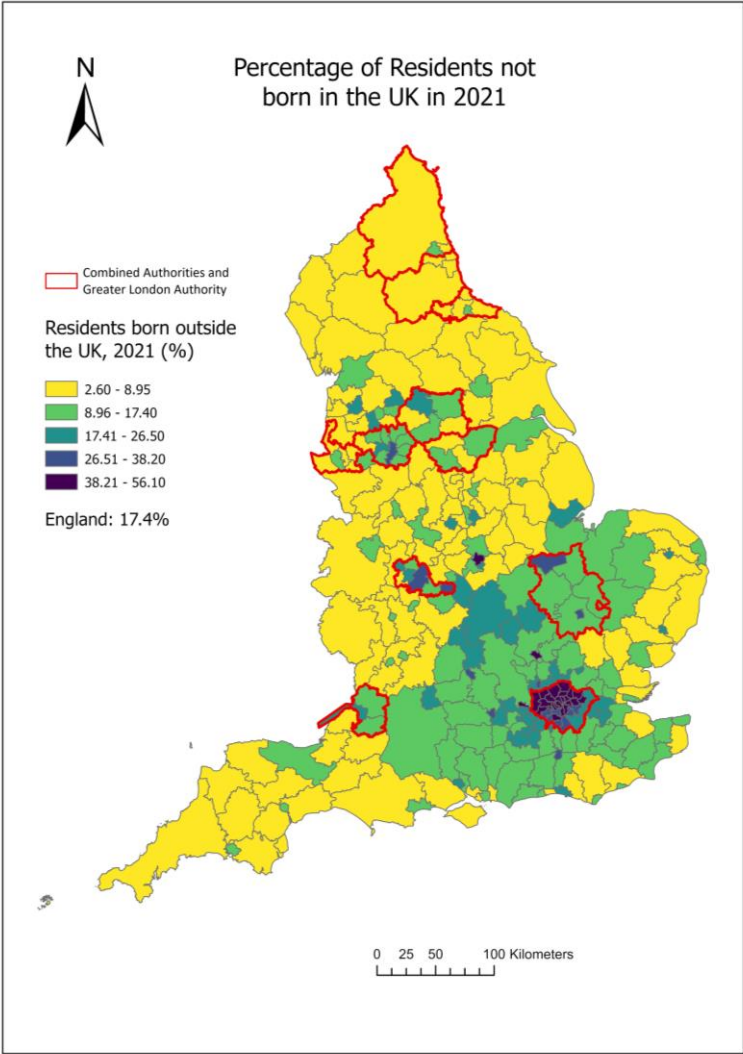 N
Percentage of Residents not
born in the UK in 2021
Combined Authorities and
Greater London Authority
Residents born outside
the UK, 2021 (%)
2.60 - 8.95
8.96 - 17.40
17.41 - 26.50
26.51 - 38.20
38.21 - 56.10
England: 17.4%
0 25 50 100 Kilometers